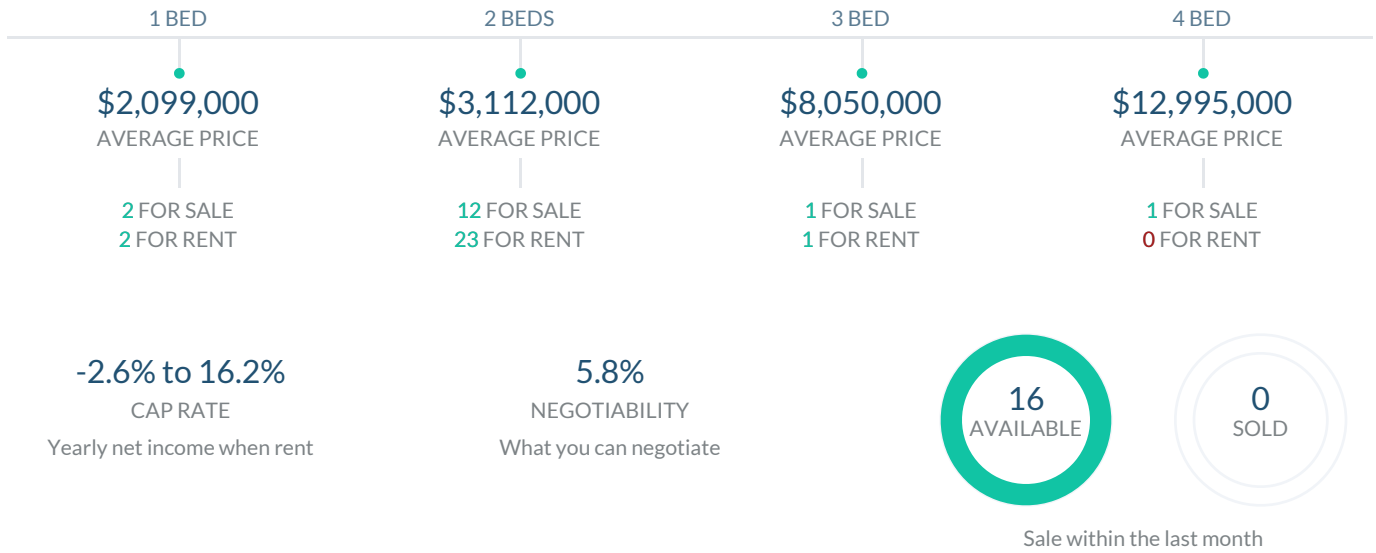 1 BED
2 BEDS
3 BED
4 BED
$2,099,000
$3,112,000
$8,050,000
$12,995,000
AVERAGE PRICE
AVERAGE PRICE
AVERAGE PRICE
AVERAGE PRICE
2 FOR SALE
12 FOR SALE
1 FOR SALE
1 FOR SALE
2 FOR RENT
23 FOR RENT
1 FOR RENT
0 FOR RENT
-2.6% to 16.2%
CAP RATE
Yearly net income when rent
5.8%
NEGOTIABILITY
What you can negotiate
16
AVAILABLE
0
SOLD
Sale within the last month